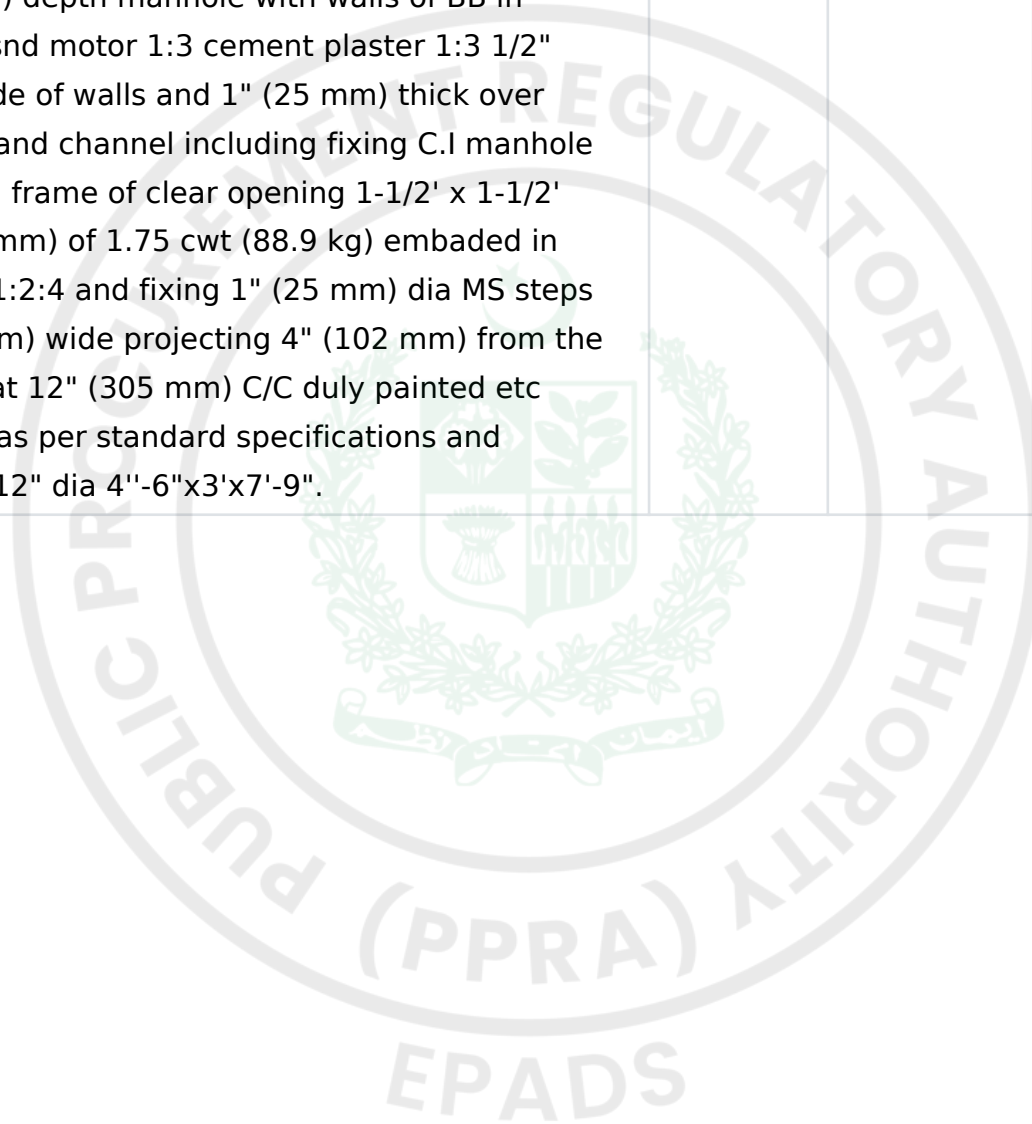 ) depth manhole with walls of BB in
snd motor 1:3 cement plaster 1:3 1/2"
de of walls and 1" (25 mm) thick over
and channel including fixing C.I manhole
frame of clear opening 1-1/2' x 1-1/2'
mm) of 1.75 cwt (88.9 kg) embaded in
1:2:4 and fixing 1" (25 mm) dia MS steps
m) wide projecting 4" (102 mm) from the
at 12" (305 mm) C/C duly painted etc
as per standard specifications and
12" dia 4''-6"x3'x7'-9".
PUBLIC PROCUREMENT REGULATORY AUTHORITY
(PPRA)
EPADS